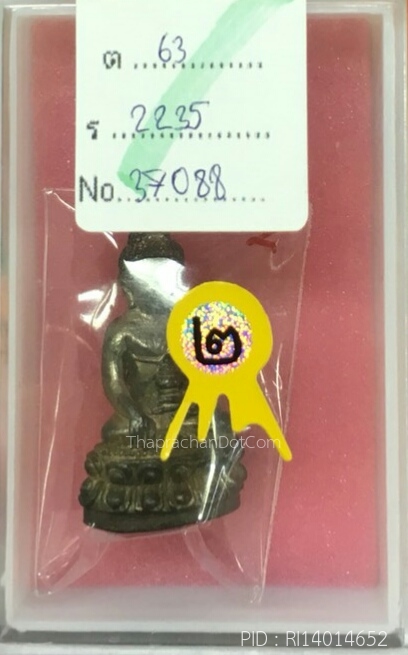 ต 63
ร 2235
No. 37088
๒
ThaprachanDotCom
PID : RI14014652